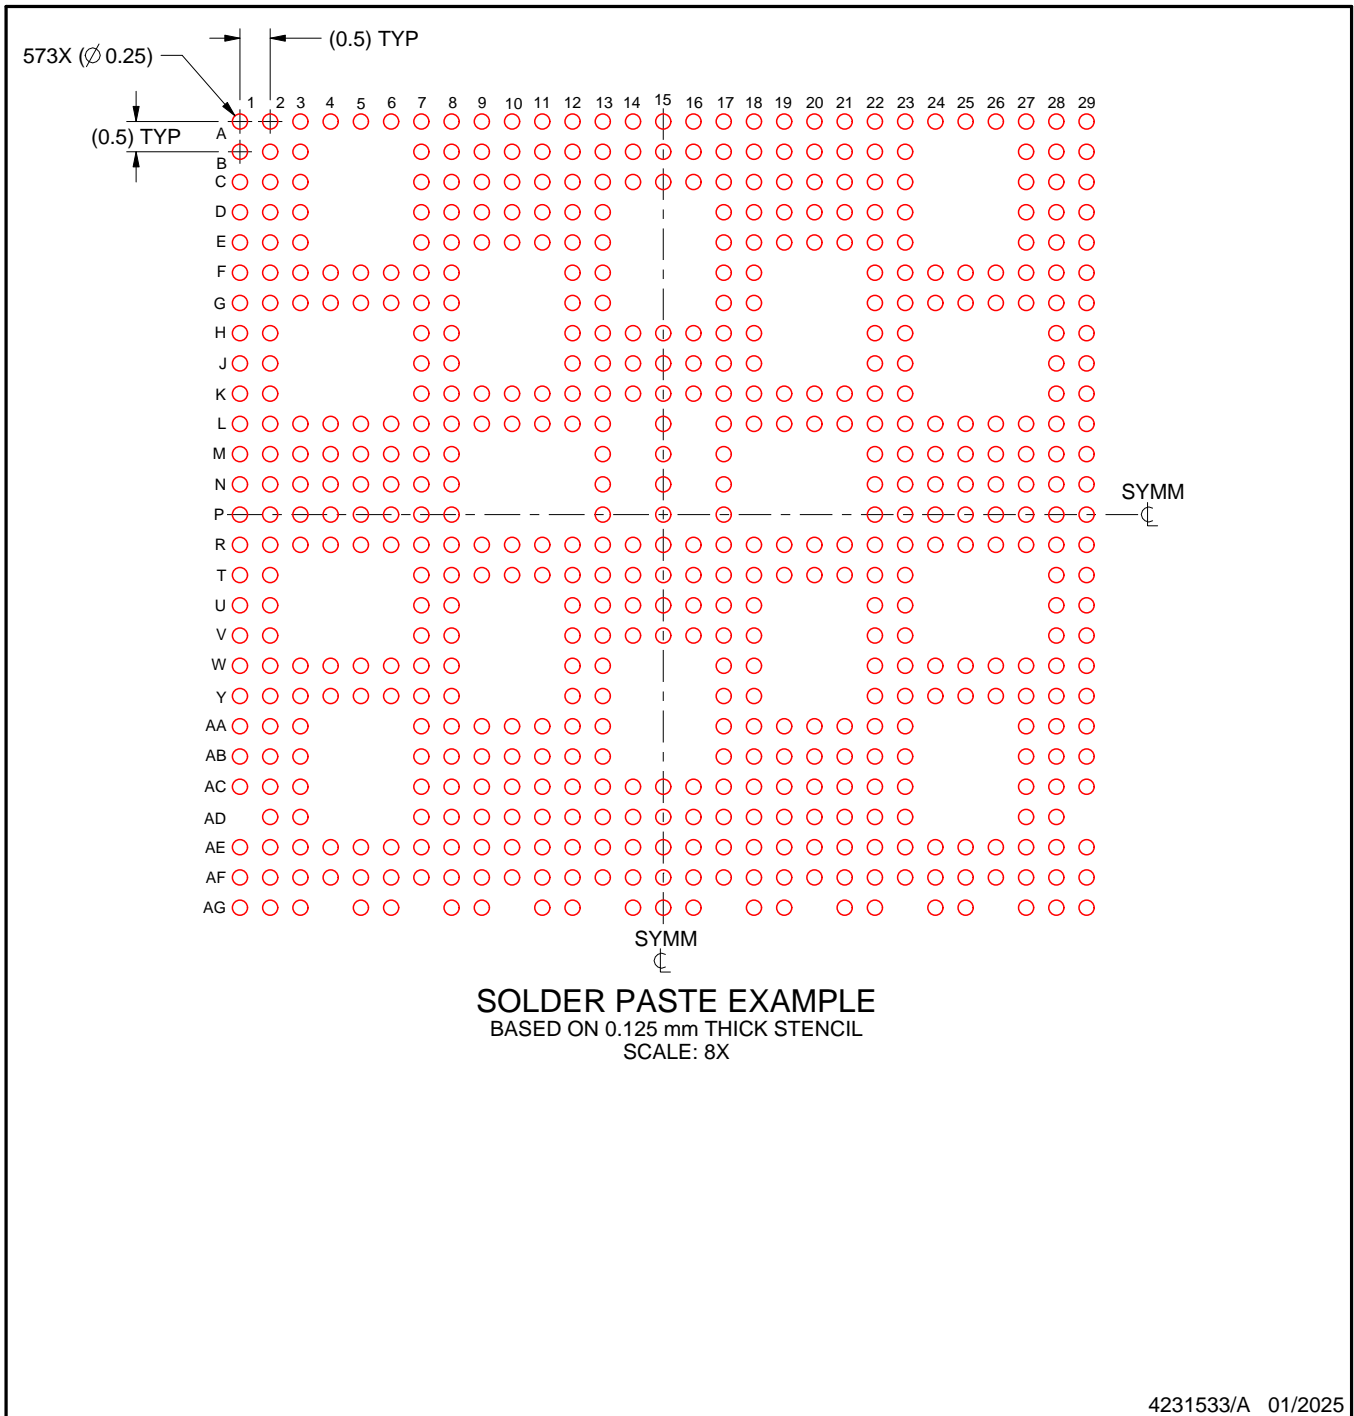 (0.5) TYP
573X (∅ 0.25)
1 2 3 4 5 6 7 8 9 10 11 12 13 14 15 16 17 18 19 20 21 22 23 24 25 26 27 28 29
A
(0.5) TYP
B
C
D
E
F
G
H
J
K
L
M
N
SYMM
P
R
T
U
V
W
Y
AA
AB
AC
AD
AE
AF
AG
SYMM
SOLDER PASTE EXAMPLE
BASED ON 0.125 mm THICK STENCIL
SCALE: 8X
4231533/A 01/2025